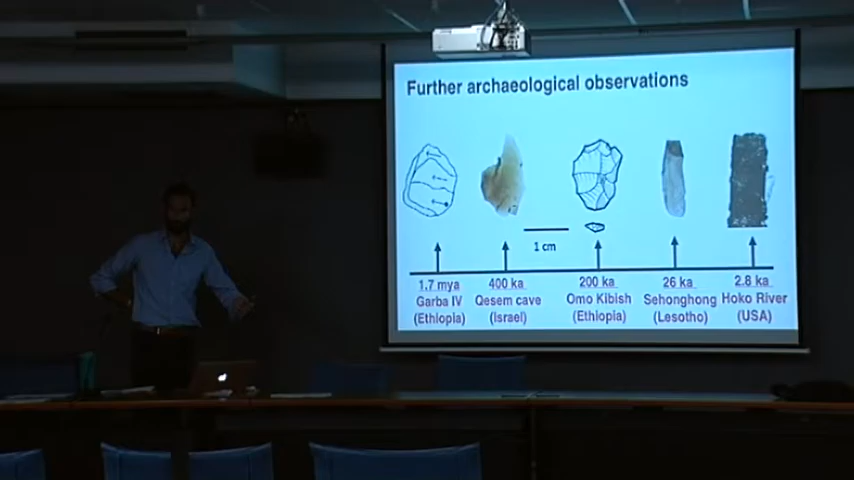 Further archaeological observations
1 cm
1.7 mya
Garba IV
(Ethiopia)
400 ka
Qesem cave
(Israel)
200 ka
Omo Kibish
(Ethiopia)
26 ka
Sehonghong
(Lesotho)
2.8 ka
Hoko River
(USA)